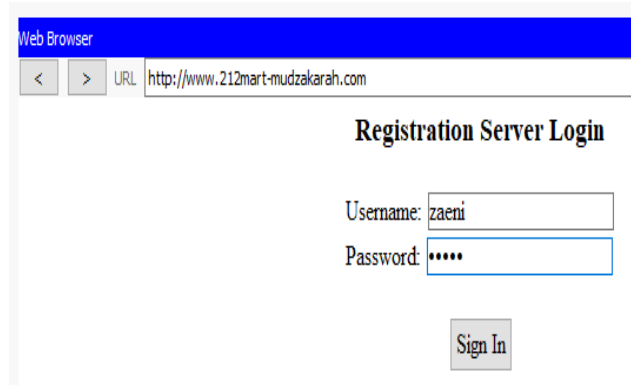 Web Browser
< > URL http://www.212mart-mudzakarah.com
Registration Server Login
Username: zaeni
Password: •••••
Sign In